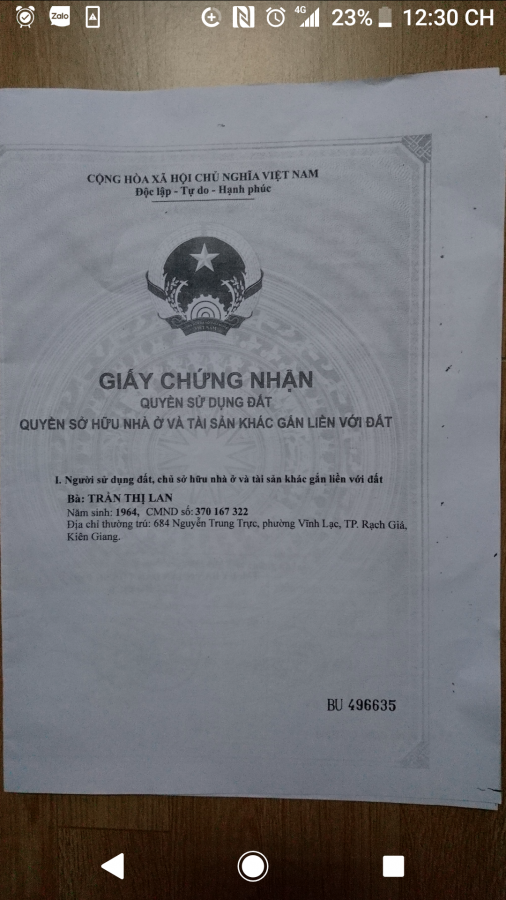 Zalo
4G
23%
12:30 CH
CỘNG HÒA XÃ HỘI CHỦ NGHĨA VIỆT NAM
Độc lập - Tự do - Hạnh phúc
GIẤY CHỨNG NHẬN
QUYỀN SỬ DỤNG ĐẤT
QUYỀN SỞ HỮU NHÀ Ở VÀ TÀI SẢN KHÁC GẮN LIỀN VỚI ĐẤT
I. Người sử dụng đất, chủ sở hữu nhà ở và tài sản khác gắn liền với đất
Bà: TRẦN THỊ LAN
Năm sinh: 1964, CMND số: 370 167 322
Địa chỉ thường trú: 684 Nguyễn Trung Trực, phường Vĩnh Lạc, TP. Rạch Giá,
Kiên Giang.
BU 496635